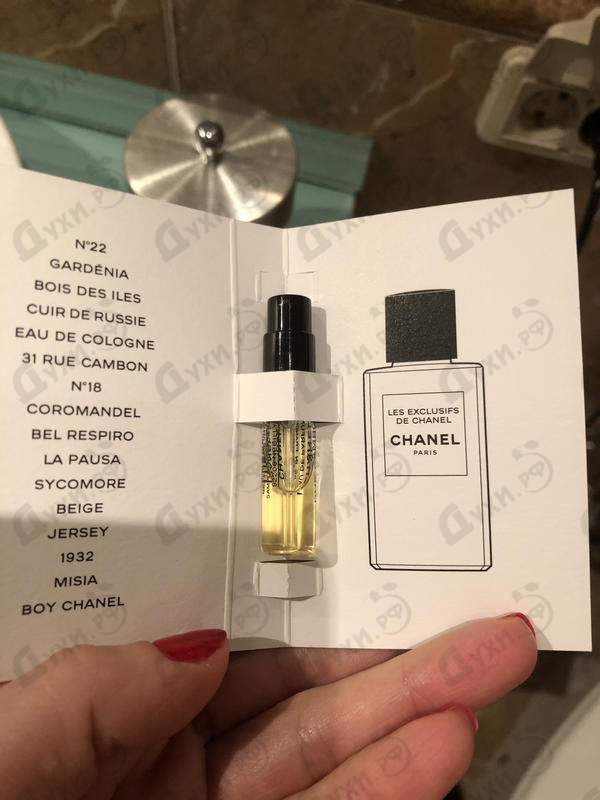 N°22
GARDÉNIA
BOIS DES ILES
CUIR DE RUSSIE
EAU DE COLOGNE
31 RUE CAMBON
N°18
COROMANDEL
BEL RESPIRO
LA PAUSA
SYCOMORE
BEIGE
JERSEY
1932
MISIA
BOY CHANEL
LES EXCLUSIFS
DE CHANEL
CHANEL
PARIS
Духи.рф